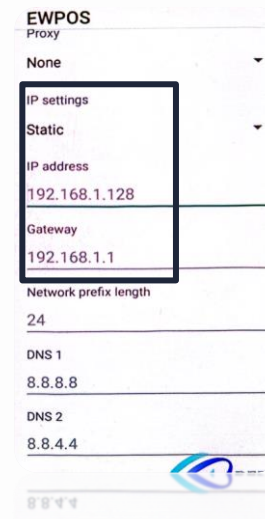 EWPOS
Proxy
None
IP settings
Static
IP address
192.168.1.128
Gateway
192.168.1.1
Network prefix length
24
DNS 1
8.8.8.8
DNS 2
8.8.4.4